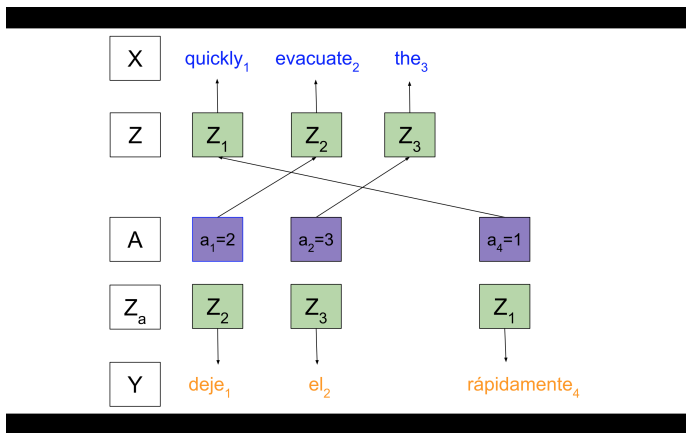 X quickly₁ evacuate₂ the₃
Z Z₁ Z₂ Z₃
A a₁=2 a₂=3 a₄=1
Zₐ Z₂ Z₃ Z₁
Y deje₁ el₂ rápidamente₄